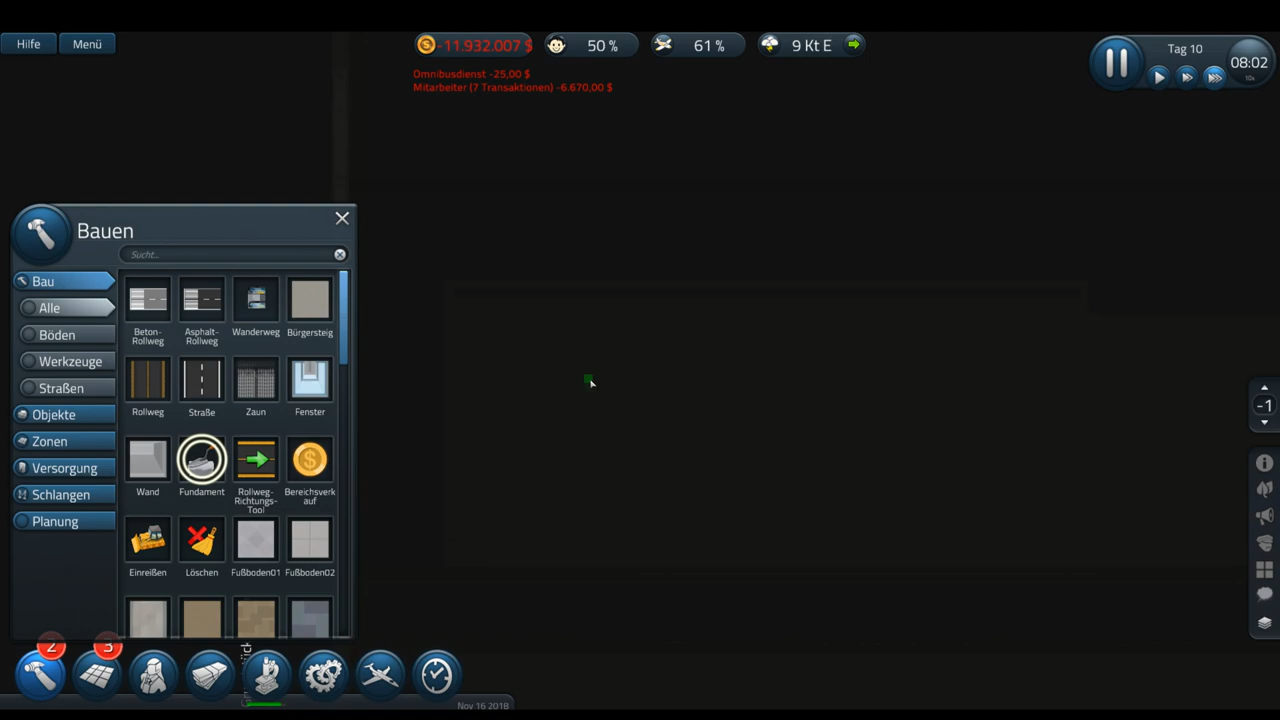 Hilfe
Menü
-11.932.007 $
50 %
61 %
9 Kt E
Omnibusdienst -25,00 $
Mitarbeiter (7 Transaktionen) -6.670,00 $
Tag 10
08:02
10s
Bauen
Sucht...
Bau
Alle
Böden
Werkzeuge
Straßen
Objekte
Zonen
Versorgung
Schlangen
Planung
Beton-
Rollweg
Asphalt-
Rollweg
Wanderweg
Bürgersteig
Rollweg
Straße
Zaun
Fenster
Wand
Fundament
Rollweg-
Richtungs-
Tool
Bereichsverk
auf
Einreißen
Löschen
Fußboden01
Fußboden02
-1
2
3
Nov 16 2018